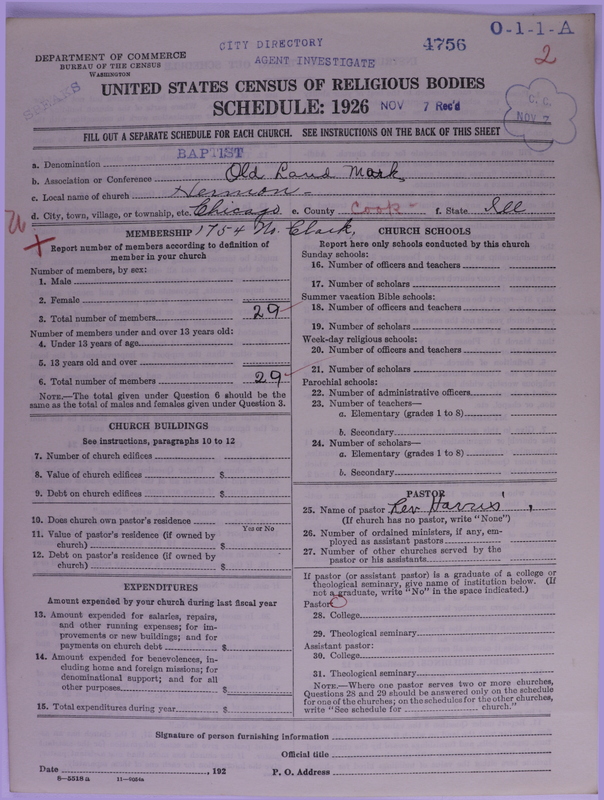 O-1-1-A
CITY DIRECTORY
4756
2
AGENT INVESTIGATE
DEPARTMENT OF COMMERCE
BUREAU OF THE CENSUS
WASHINGTON
UNITED STATES CENSUS OF RELIGIOUS BODIES
SCHEDULE: 1926
NOV 7 Rec'd
C. C.
NOV 7
FILL OUT A SEPARATE SCHEDULE FOR EACH CHURCH. SEE INSTRUCTIONS ON THE BACK OF THIS SHEET
a. Denomination BAPTIST
b. Association or Conference Old Land Mark
c. Local name of church Hermon
d. City, town, village, or township, etc. Chicago e. County Cook f. State Ill
1754 N. Clark,
MEMBERSHIP
Report number of members according to definition of
member in your church
Number of members, by sex:
1. Male
2. Female
3. Total number of members 29
Number of members under and over 13 years old:
4. Under 13 years of age
5. 13 years old and over
6. Total number of members 29
NOTE.—The total given under Question 6 should be the
same as the total of males and females given under Question 3.
CHURCH BUILDINGS
See instructions, paragraphs 10 to 12
7. Number of church edifices
8. Value of church edifices $
9. Debt on church edifices $
10. Does church own pastor's residence
Yes or No
11. Value of pastor's residence (if owned by
church) $
12. Debt on pastor's residence (if owned by
church) $
EXPENDITURES
Amount expended by your church during last fiscal year
13. Amount expended for salaries, repairs,
and other running expenses; for im-
provements or new buildings; and for
payments on church debt $
14. Amount expended for benevolences, in-
cluding home and foreign missions; for
denominational support; and for all
other purposes $
15. Total expenditures during year $
CHURCH SCHOOLS
Report here only schools conducted by this church
Sunday schools:
16. Number of officers and teachers
17. Number of scholars
Summer vacation Bible schools:
18. Number of officers and teachers
19. Number of scholars
Week-day religious schools:
20. Number of officers and teachers
21. Number of scholars
Parochial schools:
22. Number of administrative officers
23. Number of teachers—
a. Elementary (grades 1 to 8)
b. Secondary
24. Number of scholars—
a. Elementary (grades 1 to 8)
b. Secondary
PASTOR
25. Name of pastor Rev Harris
(If church has no pastor, write "None")
26. Number of ordained ministers, if any, em-
ployed as assistant pastors
27. Number of other churches served by the
pastor or his assistants
If pastor (or assistant pastor) is a graduate of a college or
theological seminary, give name of institution below. (If
not a graduate, write "No" in the space indicated.)
Pastor:
28. College
29. Theological seminary
Assistant pastor:
30. College
31. Theological seminary
NOTE.—Where one pastor serves two or more churches,
Questions 28 and 29 should be answered only on the schedule
for one of the churches; on the schedules for the other churches,
write "See schedule for church."
Signature of person furnishing information
Official title
Date , 192 P. O. Address
8-5518a 11-9024a